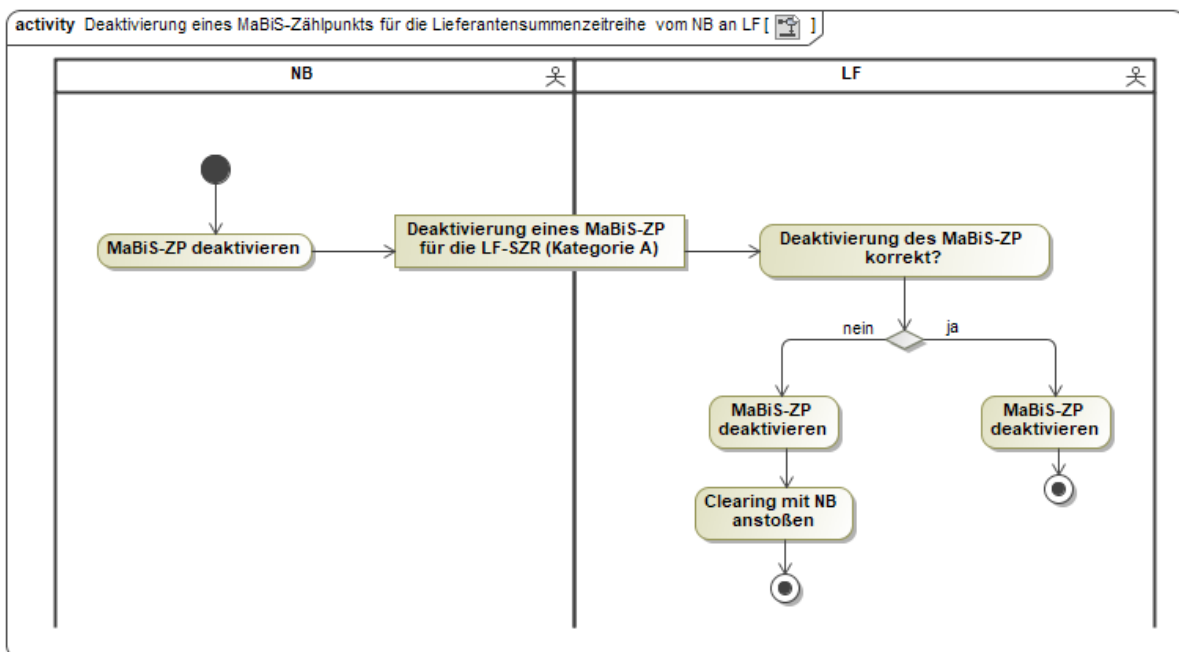 activity Deaktivierung eines MaBiS-Zählpunkts für die Lieferantensummenzeitreihe vom NB an LF [ ]
NB
LF
MaBiS-ZP deaktivieren
Deaktivierung eines MaBiS-ZP
für die LF-SZR (Kategorie A)
Deaktivierung des MaBiS-ZP
korrekt?
nein
ja
MaBiS-ZP
deaktivieren
MaBiS-ZP
deaktivieren
Clearing mit NB
anstoßen